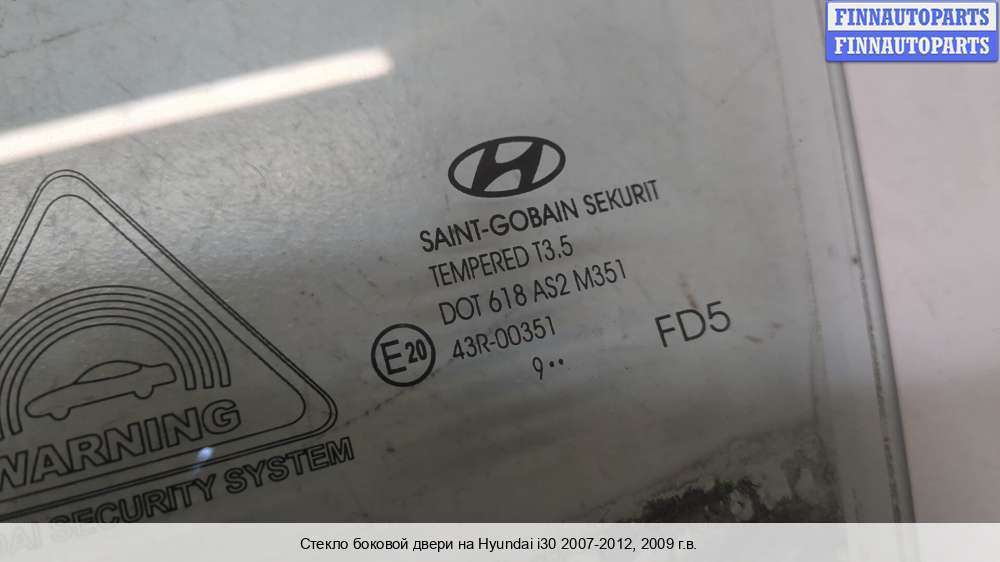 FINNAUTOPARTS
FINNAUTOPARTS
SAINT-GOBAIN SEKURIT
TEMPERED T3.5
DOT 618 AS2 M351
E20 43R-00351
9••
FD5
WARNING
SECURITY SYSTEM
Стекло боковой двери на Hyundai i30 2007-2012, 2009 г.в.